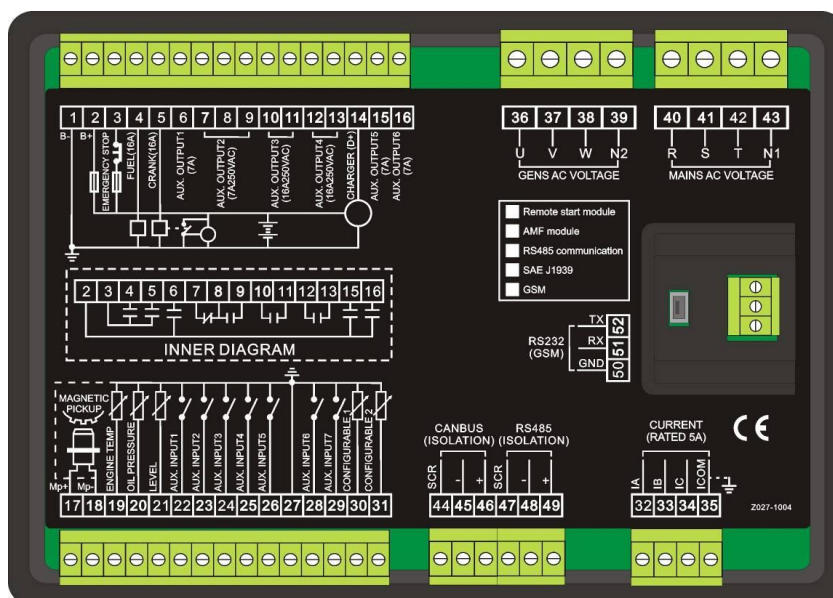 1 2 3 4 5 6 7 8 9 10 11 12 13 14 15 16
B- B+
EMERGENCY STOP
FUEL(16A)
CRANK(16A)
AUX. OUTPUT1
(7A)
AUX. OUTPUT2
(7A250VAC)
AUX. OUTPUT3
(16A250VAC)
AUX. OUTPUT4
(16A250VAC)
CHARGER (D+)
AUX. OUTPUT5
(7A)
AUX. OUTPUT6
(7A)
36 37 38 39
U V W N2
GENS AC VOLTAGE
40 41 42 43
R S T N1
MAINS AC VOLTAGE
Remote start module
AMF module
RS485 communication
SAE J1939
GSM
2 3 4 5 6 7 8 9 10 11 12 13 15 16
INNER DIAGRAM
RS232
(GSM)
TX 52
RX 51
GND 50
MAGNETIC
PICKUP
Mp+ Mp-
ENGINE TEMP
OIL PRESSURE
LEVEL
AUX. INPUT1
AUX. INPUT2
AUX. INPUT3
AUX. INPUT4
AUX. INPUT5
AUX. INPUT6
AUX. INPUT7
CONFIGURABLE 1
CONFIGURABLE 2
17 18 19 20 21 22 23 24 25 26 27 28 29 30 31
CANBUS
(ISOLATION)
SCR - +
44 45 46
RS485
(ISOLATION)
SCR - +
47 48 49
CURRENT
(RATED 5A)
IA IB IC ICOM
32 33 34 35
CE
Z027-1004